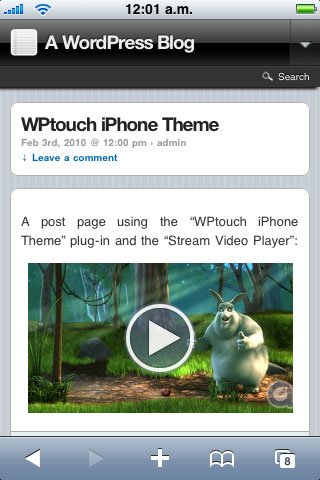 12:01 a.m.
A WordPress Blog
Search
WPtouch iPhone Theme
Feb 3rd, 2010 @ 12:00 pm › admin
↓ Leave a comment
A post page using the “WPtouch iPhone
Theme” plug-in and the “Stream Video Player”:
8